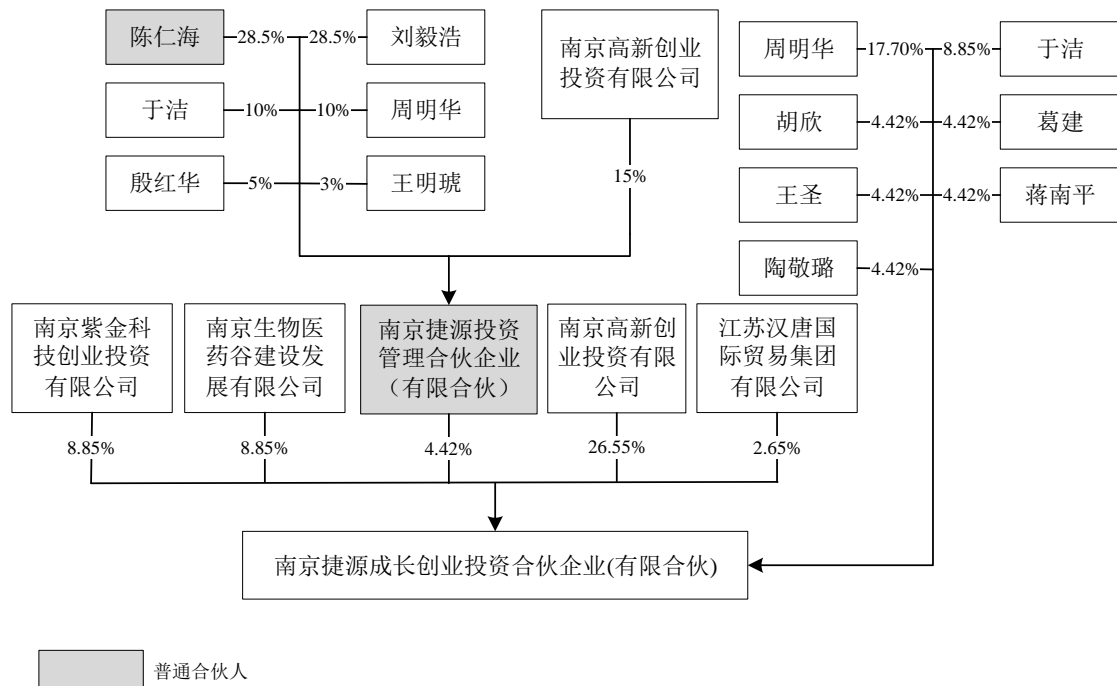 陈仁海
28.5%
28.5%
刘毅浩
于洁
10%
10%
周明华
殷红华
5%
3%
王明琥
南京高新创业
投资有限公司
15%
周明华
17.70%
8.85%
于洁
胡欣
4.42%
4.42%
葛建
王圣
4.42%
4.42%
蒋南平
陶敬璐
4.42%
南京紫金科
技创业投资
有限公司
南京生物医
药谷建设发
展有限公司
南京捷源投资
管理合伙企业
（有限合伙）
南京高新创
业投资有限
公司
江苏汉唐国
际贸易集团
有限公司
8.85%
8.85%
4.42%
26.55%
2.65%
南京捷源成长创业投资合伙企业(有限合伙)
普通合伙人